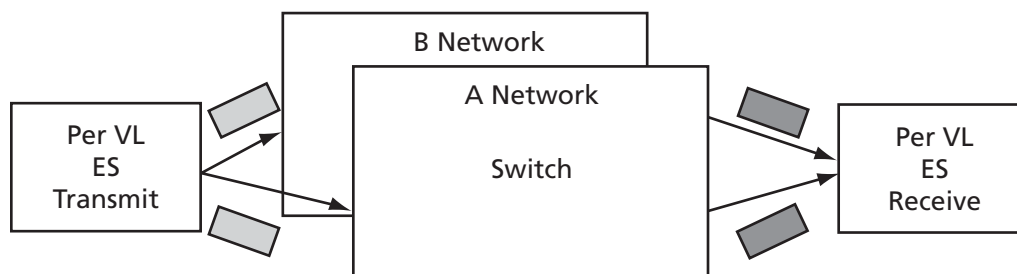 B Network
A Network
Switch
Per VL
ES
Transmit
Per VL
ES
Receive